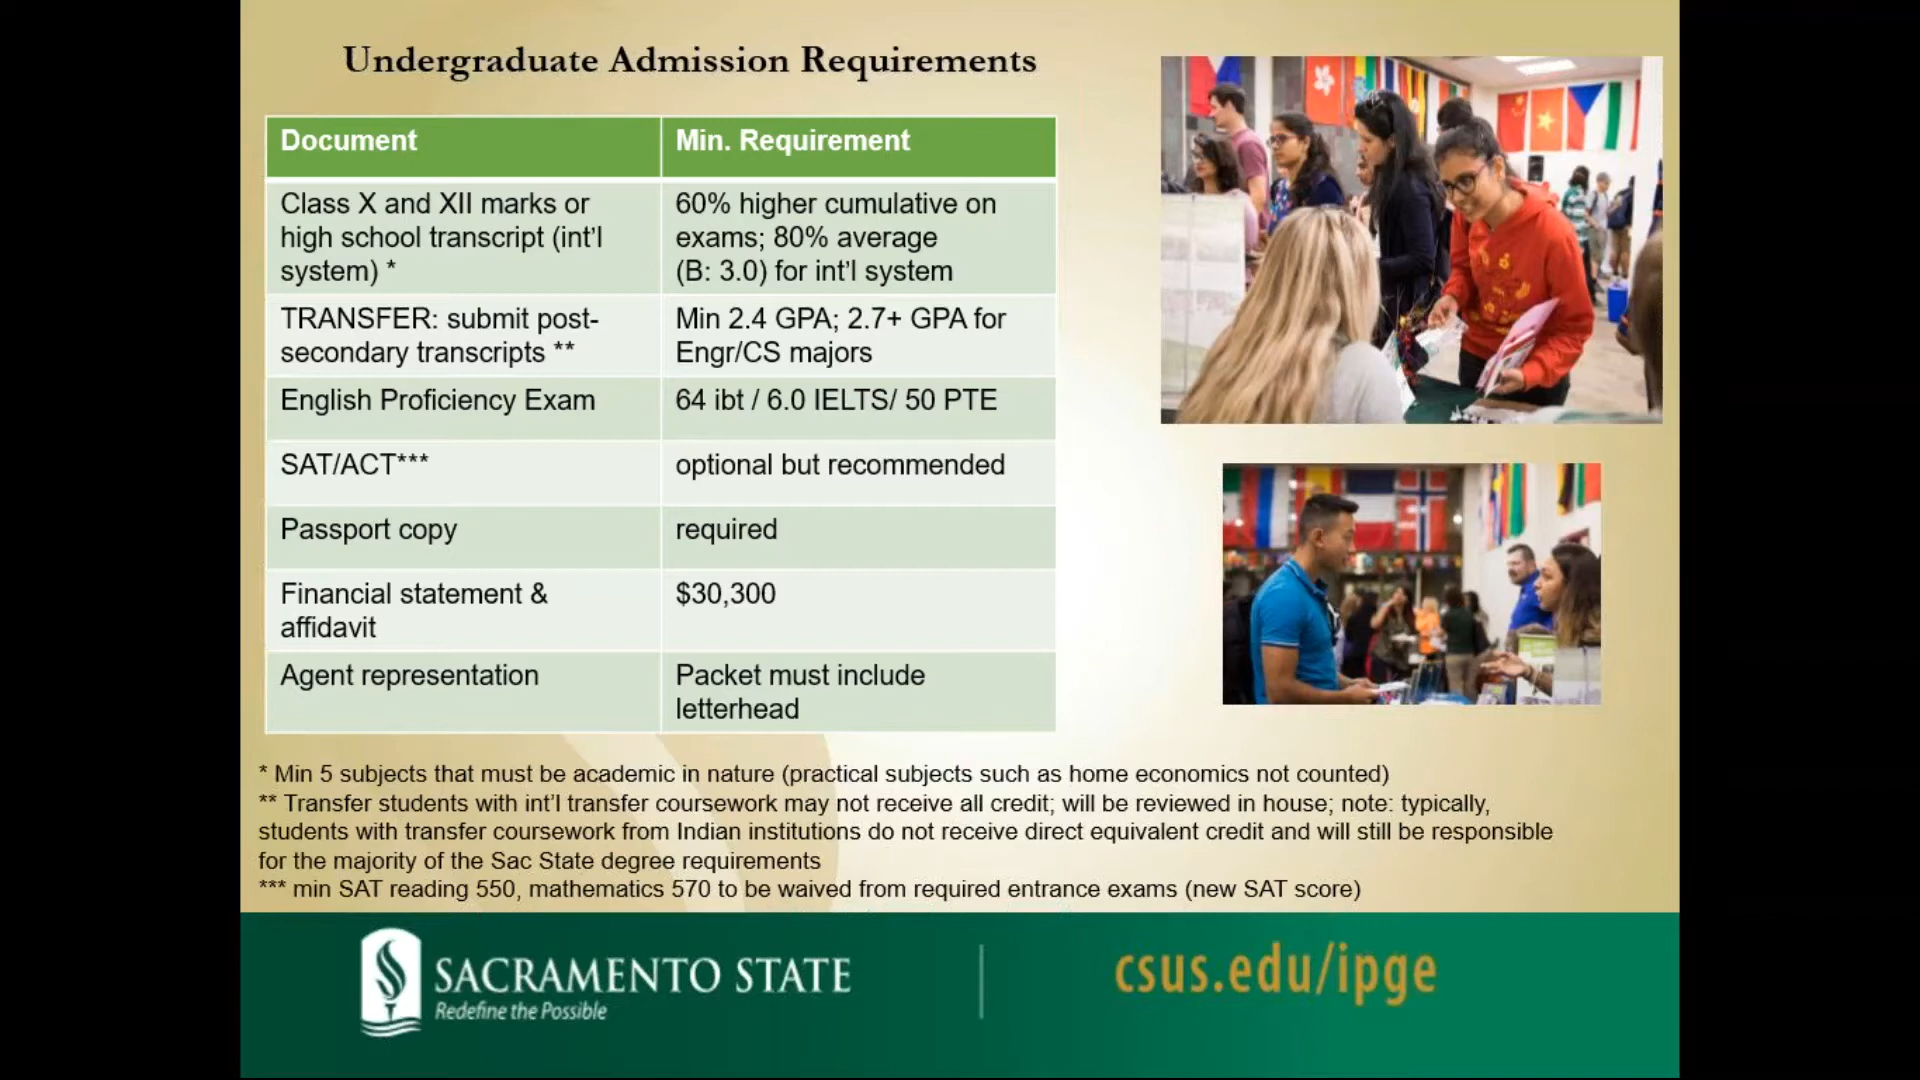 Undergraduate Admission Requirements
Document
Min. Requirement
Class X and XII marks or
high school transcript (int'l
system) *
60% higher cumulative on
exams; 80% average
(B: 3.0) for int'l system
TRANSFER: submit post-
secondary transcripts **
Min 2.4 GPA; 2.7+ GPA for
Engr/CS majors
English Proficiency Exam
64 ibt / 6.0 IELTS/ 50 PTE
SAT/ACT***
optional but recommended
Passport copy
required
Financial statement &
affidavit
$30,300
Agent representation
Packet must include
letterhead
* Min 5 subjects that must be academic in nature (practical subjects such as home economics not counted)
** Transfer students with int'l transfer coursework may not receive all credit; will be reviewed in house; note: typically,
students with transfer coursework from Indian institutions do not receive direct equivalent credit and will still be responsible
for the majority of the Sac State degree requirements
*** min SAT reading 550, mathematics 570 to be waived from required entrance exams (new SAT score)
SACRAMENTO STATE
Redefine the Possible
csus.edu/ipge